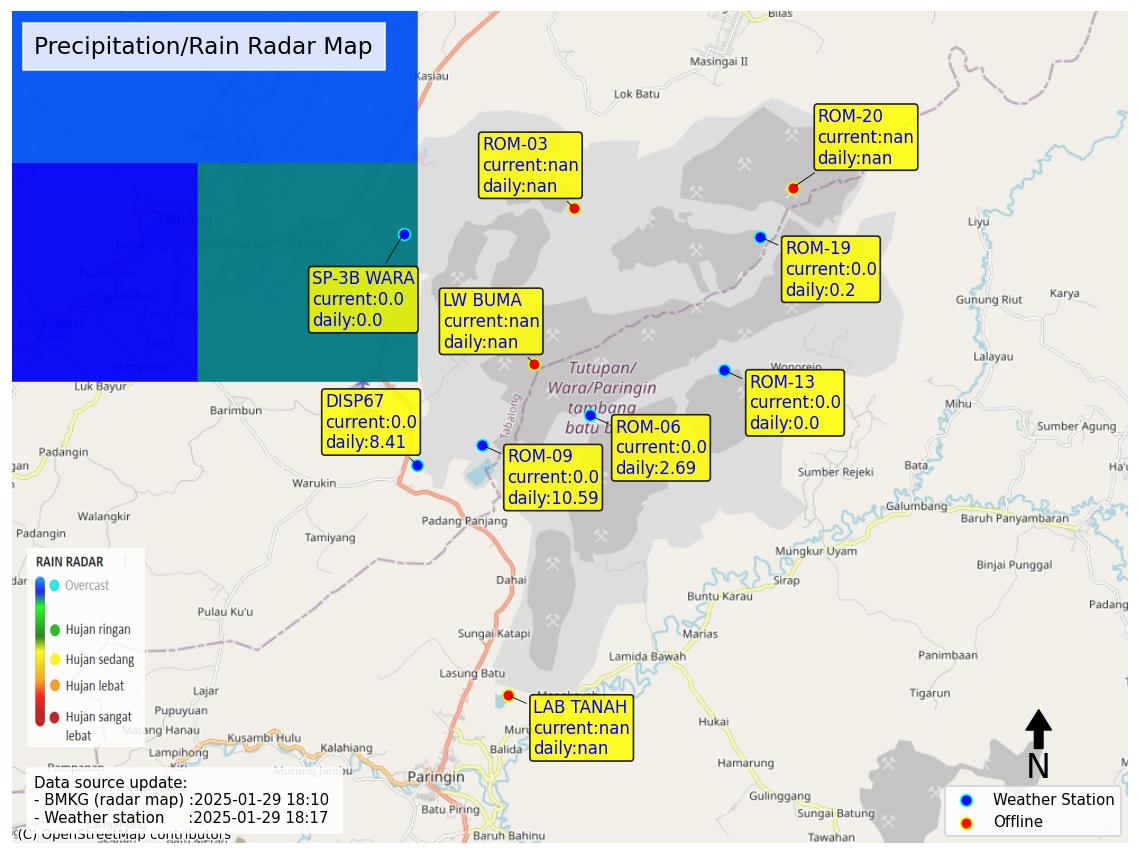 Precipitation/Rain Radar Map
Bilas
Masingai II
Kasiau
Lok Batu
ROM-20
current:nan
daily:nan
ROM-03
current:nan
daily:nan
Tanjung
Liyu
SP-3B WARA
current:0.0
daily:0.0
ROM-19
current:0.0
daily:0.2
LW BUMA
current:nan
daily:nan
Gunung Riut
Karya
Lalayau
Tutupan/
Wara/Paringin
tambang
batu b
Wonorejo
ROM-13
current:0.0
daily:0.0
Luk Bayur
Barimbun
DISP67
current:0.0
daily:8.41
Tabalong
ROM-06
current:0.0
daily:2.69
Mihu
Sumber Agung
ROM-09
current:0.0
daily:10.59
Warukin
Sumber Rejeki
Bata
Galumbang
Baruh Panyambaran
Walangkir
Padangin
Padang Panjang
Tamiyang
Mungkur Uyam
Binjai Punggal
RAIN RADAR
Overcast
Hujan ringan
Hujan sedang
Hujan lebat
Hujan sangat
lebat
Dahai
Sirap
Buntu Karau
Pulau Ku'u
Padang
Sungai Katapi
Marias
Lamida Bawah
Panimbaan
Lasung Batu
Lajar
Tigarun
Pupuyuan
LAB TANAH
current:nan
daily:nan
Hukai
Matang Hanau
Kusambi Hulu
Kalahiang
Lampihong
Balida
Hamarung
Murung Jambu
Paringin
N
Gulinggang
Batu Piring
Sungai Batung
Baruh Bahinu
Tawahan
Data source update:
- BMKG (radar map) :2025-01-29 18:10
- Weather station :2025-01-29 18:17
(C) OpenStreetMap contributors
Weather Station
Offline